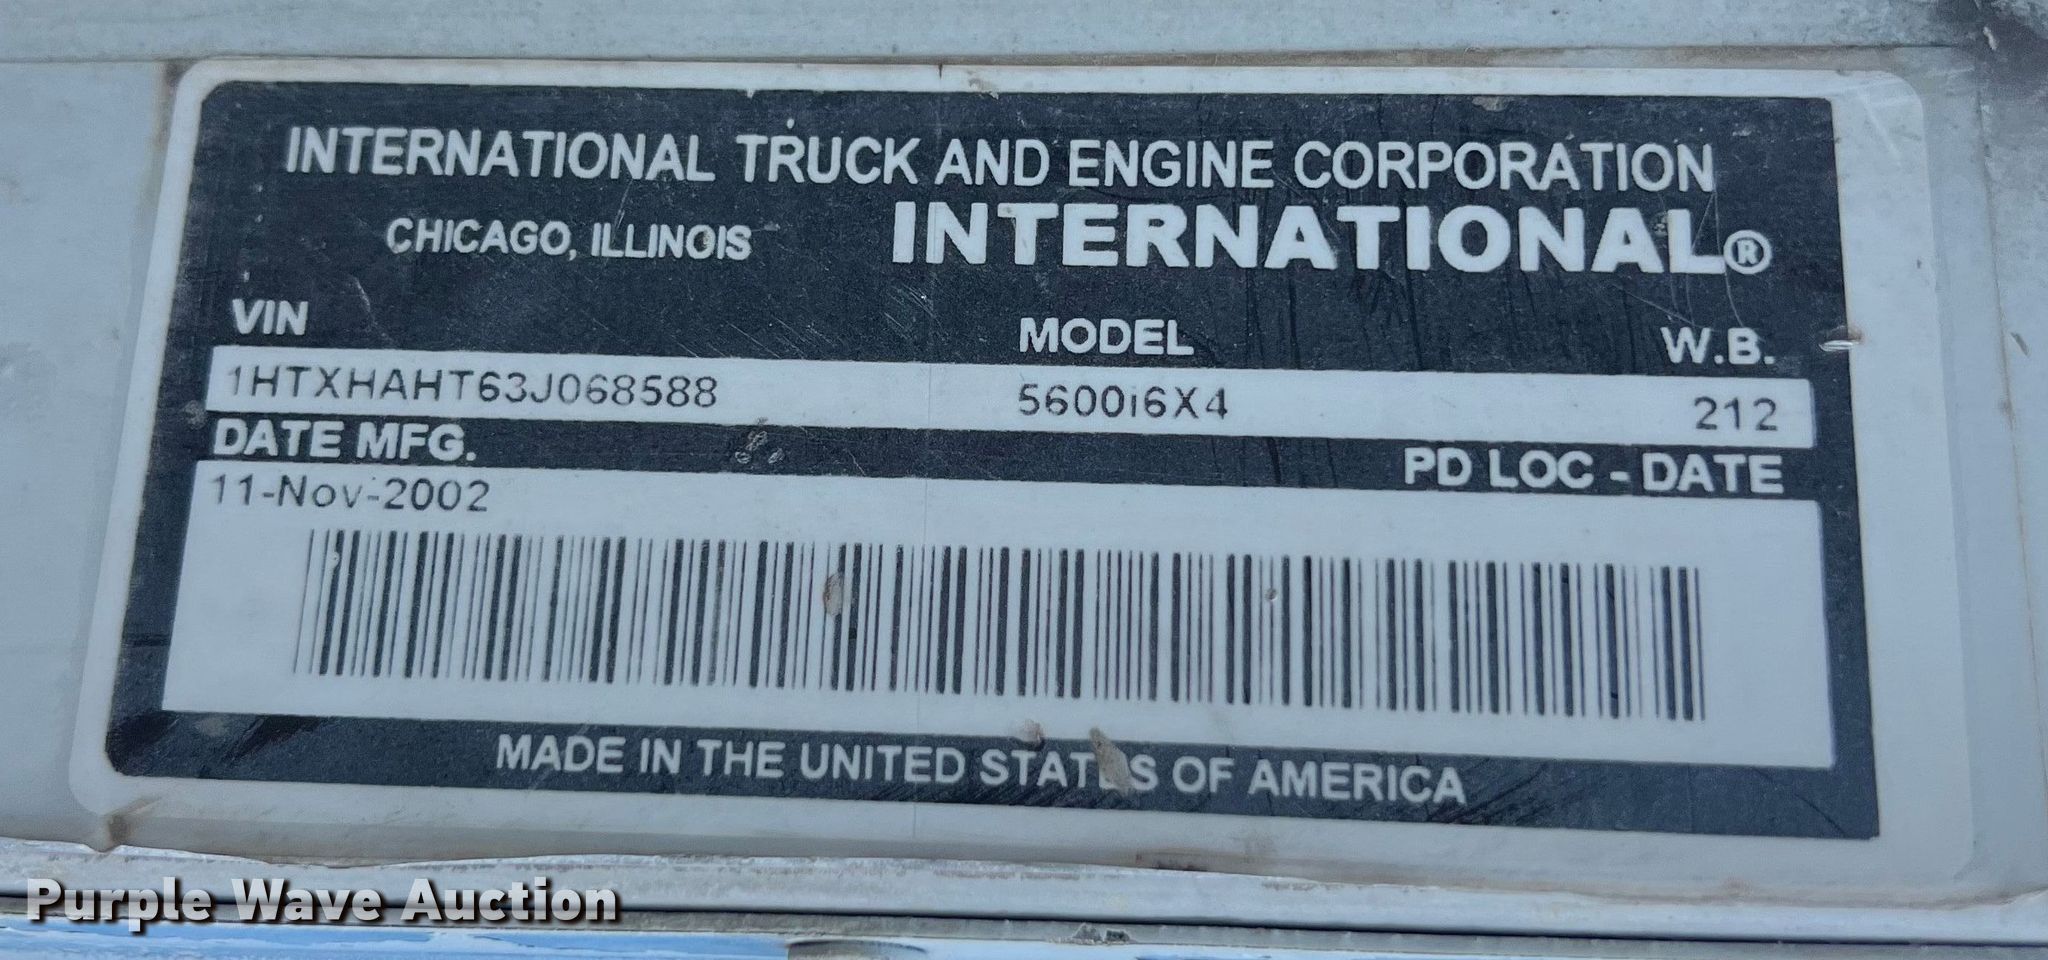 INTERNATIONAL TRUCK AND ENGINE CORPORATION
CHICAGO, ILLINOIS INTERNATIONAL®
VIN MODEL W.B.
1HTXHAHT63J068588 5600i6X4 212
DATE MFG. PD LOC - DATE
11-Nov-2002
MADE IN THE UNITED STATES OF AMERICA
Purple Wave Auction